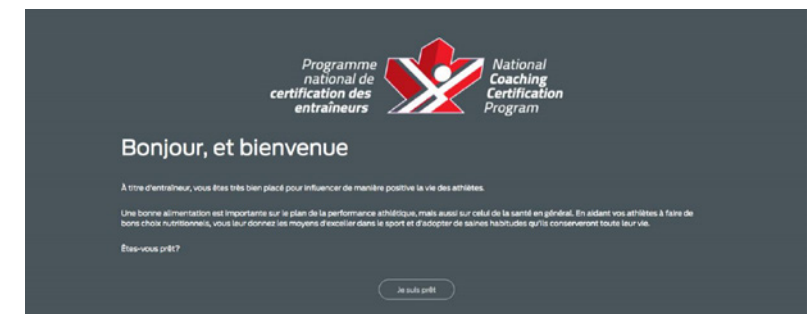 Programme
national de
certification des
entraîneurs
National
Coaching
Certification
Program
Bonjour, et bienvenue
À titre d'entraîneur, vous êtes très bien placé pour influencer de manière positive la vie des athlètes.
Une bonne alimentation est importante sur le plan de la performance athlétique, mais aussi sur celui de la santé en général. En aidant vos athlètes à faire de
bons choix nutritionnels, vous leur donnez les moyens d'exceller dans le sport et d'adopter de saines habitudes qu'ils conserveront toute leur vie.
Êtes-vous prêt?
Je suis prêt